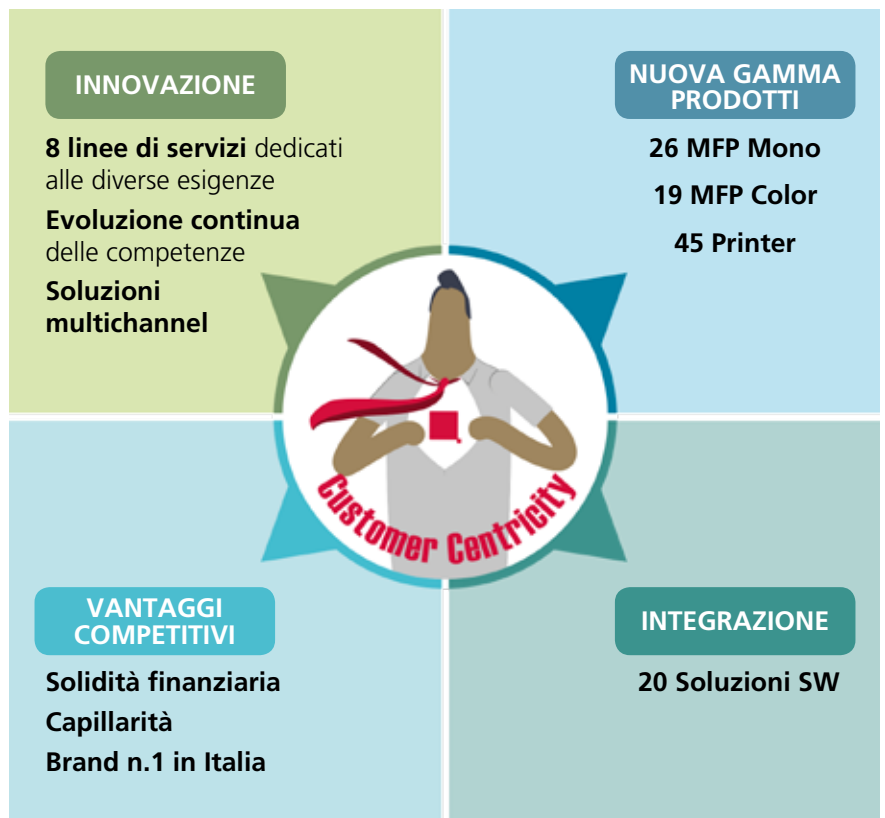 INNOVAZIONE
8 linee di servizi dedicati
alle diverse esigenze
Evoluzione continua
delle competenze
Soluzioni
multichannel
NUOVA GAMMA
PRODOTTI
26 MFP Mono
19 MFP Color
45 Printer
Customer Centricity
VANTAGGI
COMPETITIVI
Solidità finanziaria
Capillarità
Brand n.1 in Italia
INTEGRAZIONE
20 Soluzioni SW